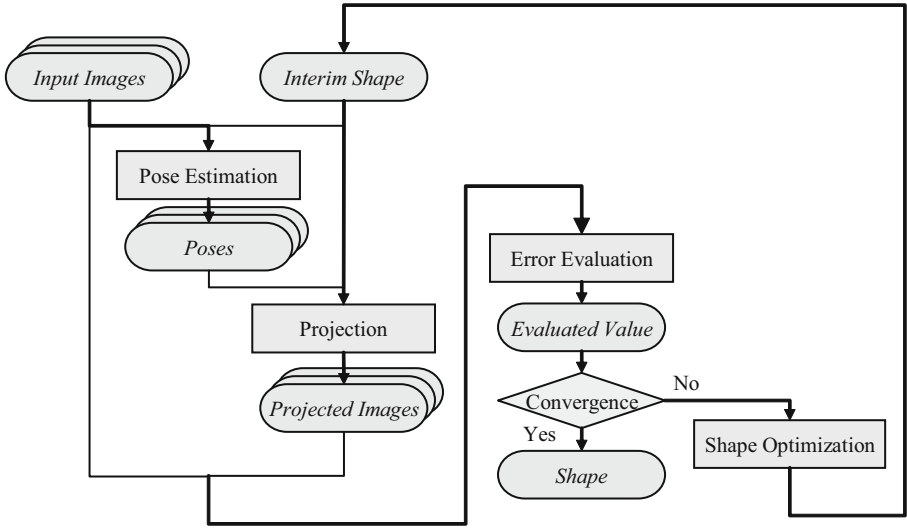 Input Images
Interim Shape
Pose Estimation
Poses
Projection
Projected Images
Error Evaluation
Evaluated Value
Convergence
No
Yes
Shape Optimization
Shape